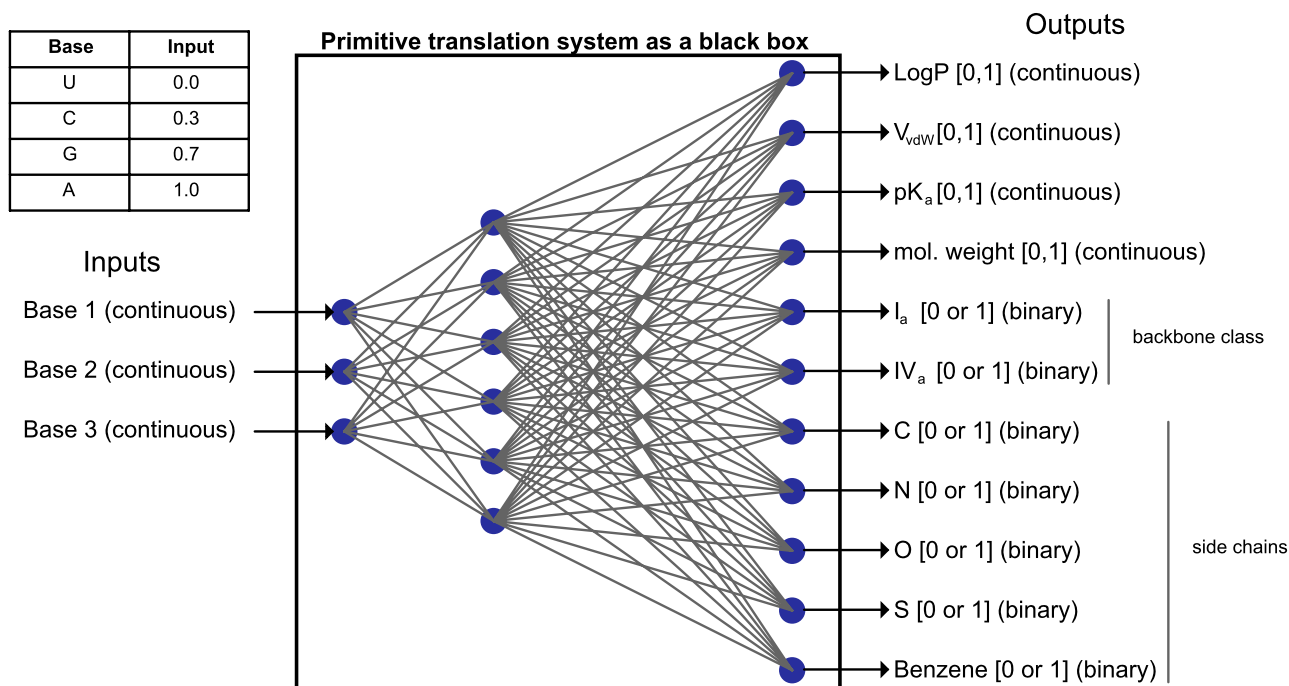 Base Input
U 0.0
C 0.3
G 0.7
A 1.0
Primitive translation system as a black box
Inputs
Base 1 (continuous)
Base 2 (continuous)
Base 3 (continuous)
Outputs
LogP [0,1] (continuous)
VvdW[0,1] (continuous)
pKa[0,1] (continuous)
mol. weight [0,1] (continuous)
Ia [0 or 1] (binary)
IVa [0 or 1] (binary)
backbone class
C [0 or 1] (binary)
N [0 or 1] (binary)
O [0 or 1] (binary)
S [0 or 1] (binary)
Benzene [0 or 1] (binary)
side chains